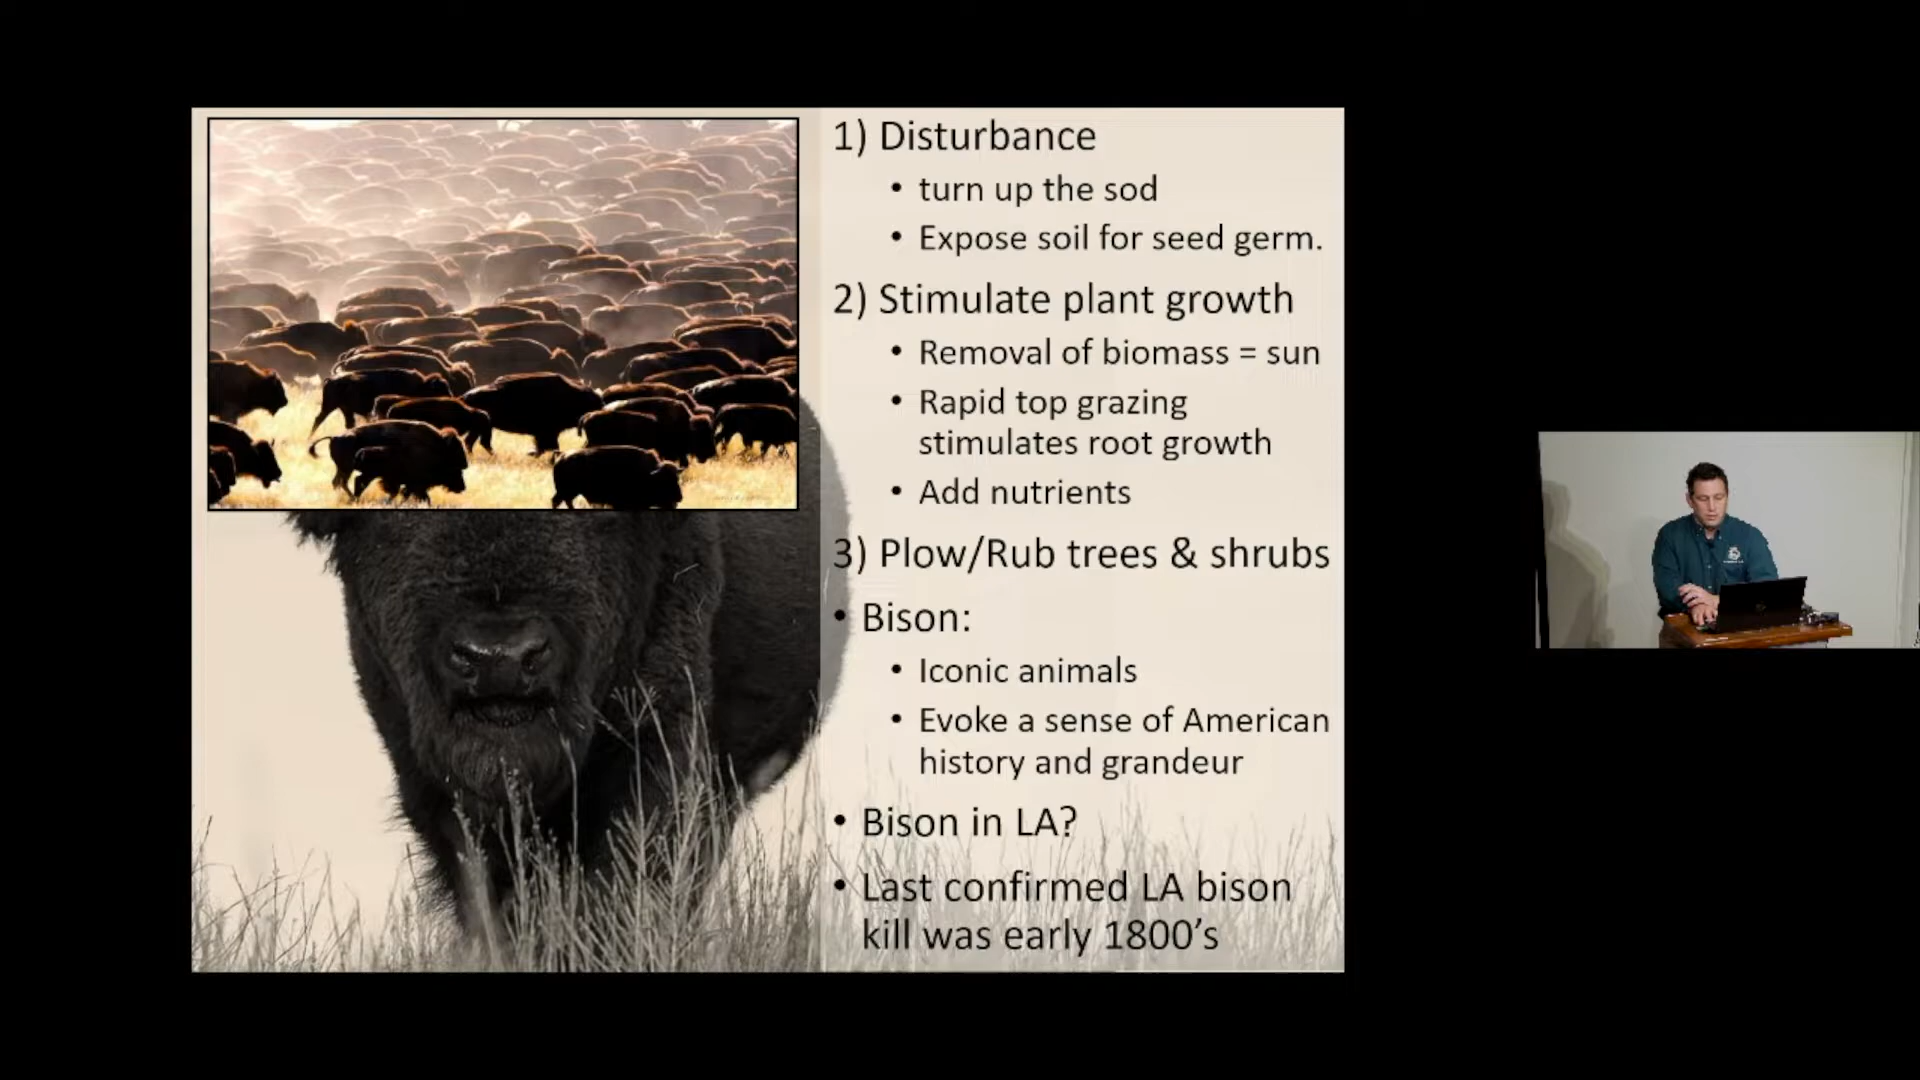 1) Disturbance
• turn up the sod
• Expose soil for seed germ.
2) Stimulate plant growth
• Removal of biomass = sun
• Rapid top grazing
stimulates root growth
• Add nutrients
3) Plow/Rub trees & shrubs
• Bison:
• Iconic animals
• Evoke a sense of American
history and grandeur
• Bison in LA?
• Last confirmed LA bison
kill was early 1800's